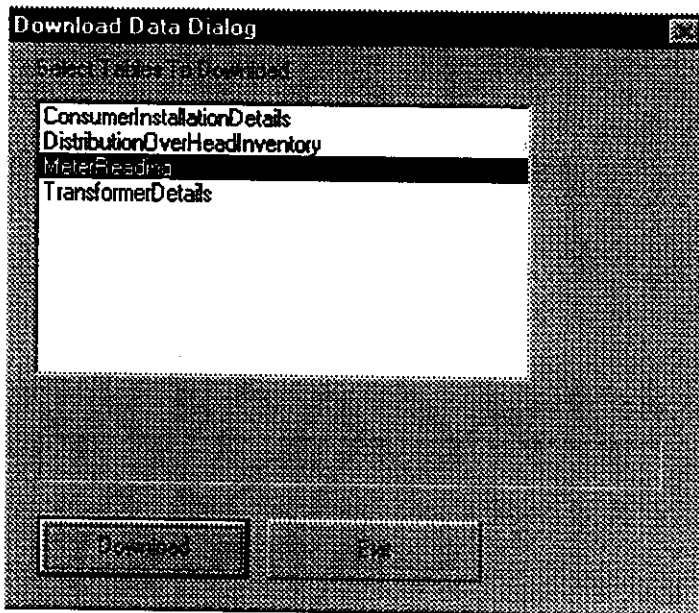 Download Data Dialog
Select Tables To Download
ConsumerInstallationDetails
DistributionOverHeadInventory
MeterReading
TransformerDetails
Download
Exit